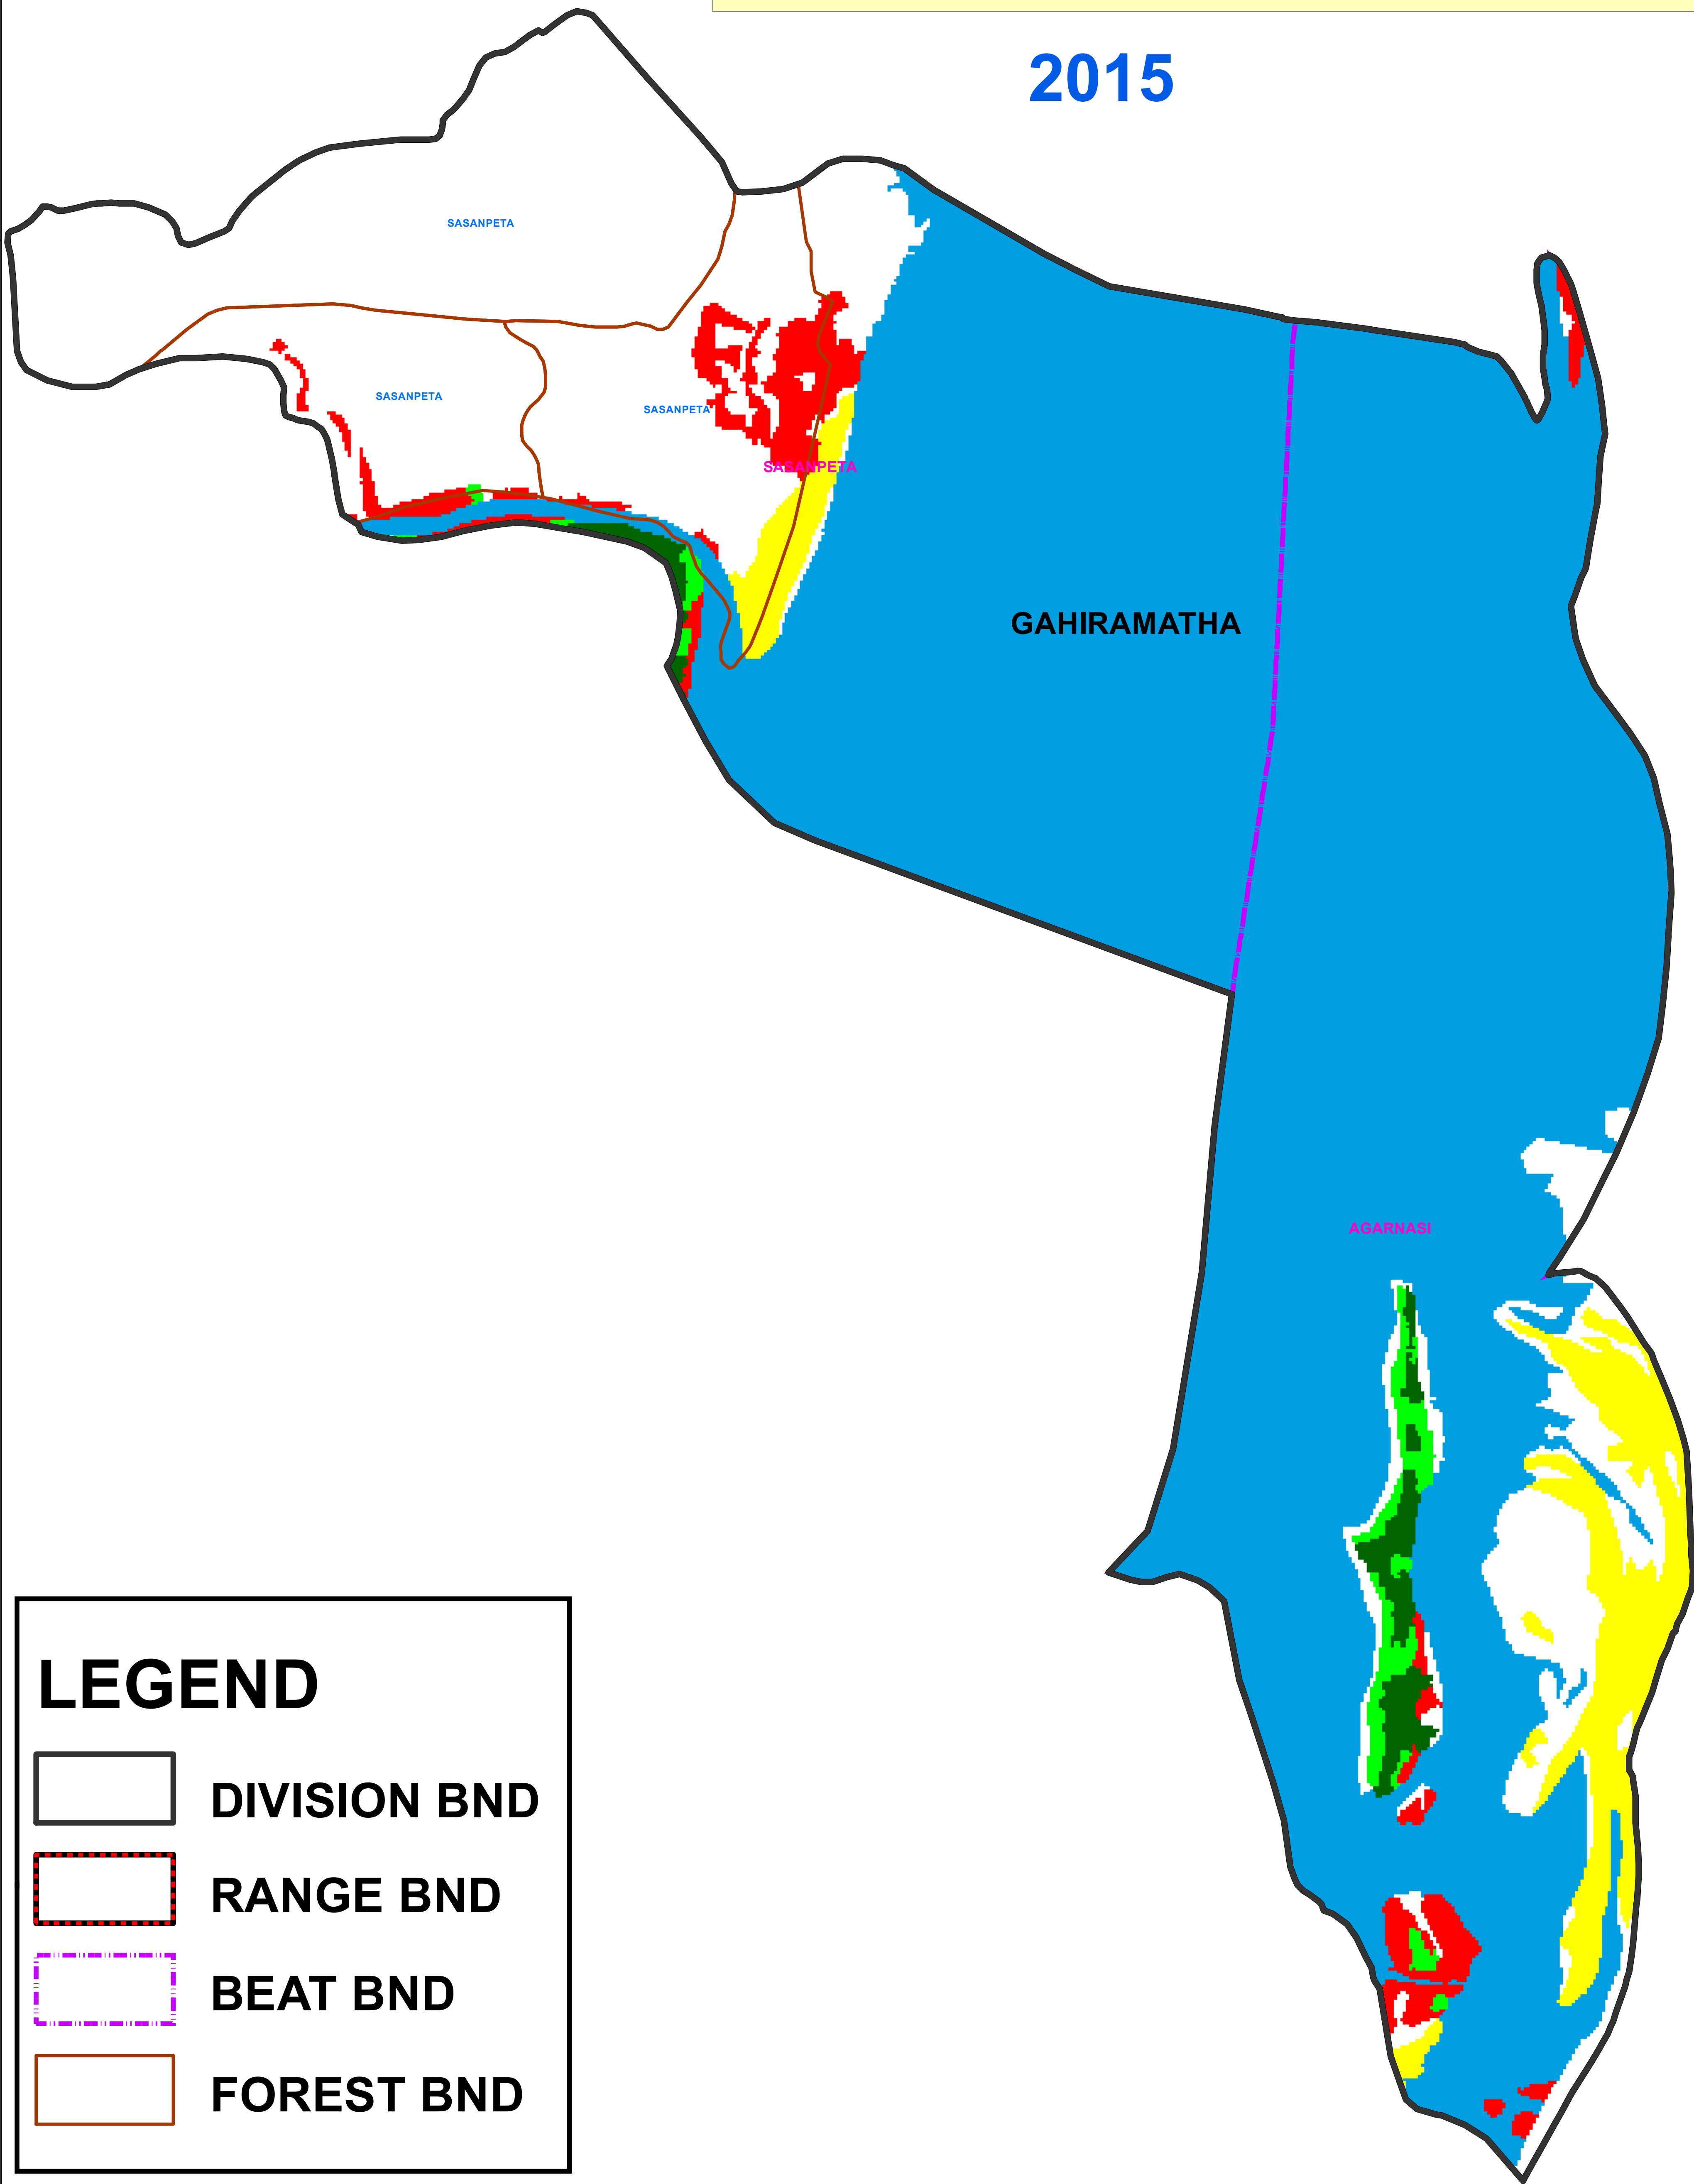 2015
SASANPETA
SASANPETA
SASANPETA
SASANPETA
GAHIRAMATHA
AGARNASI
LEGEND
DIVISION BND
RANGE BND
BEAT BND
FOREST BND